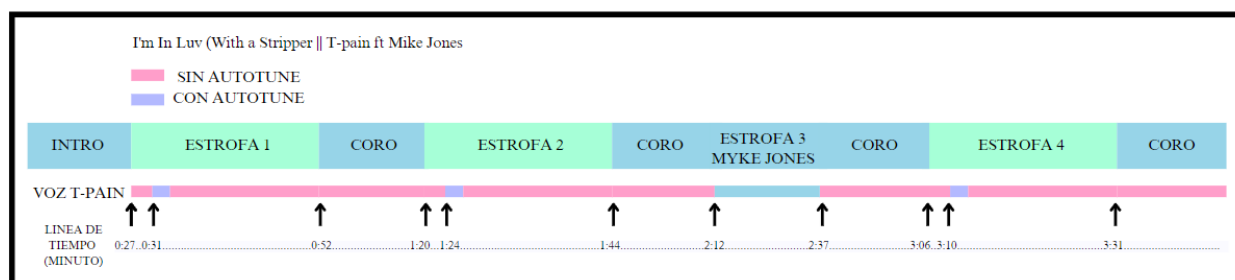 I'm In Luv (With a Stripper || T-pain ft Mike Jones
SIN AUTOTUNE
CON AUTOTUNE
INTRO ESTROFA 1 CORO ESTROFA 2 CORO ESTROFA 3 MYKE JONES CORO ESTROFA 4 CORO
VOZ T-PAIN
LINEA DE TIEMPO (MINUTO) 0:27 0:31 0:52 1:20 1:24 1:44 2:12 2:37 3:06 3:10 3:31